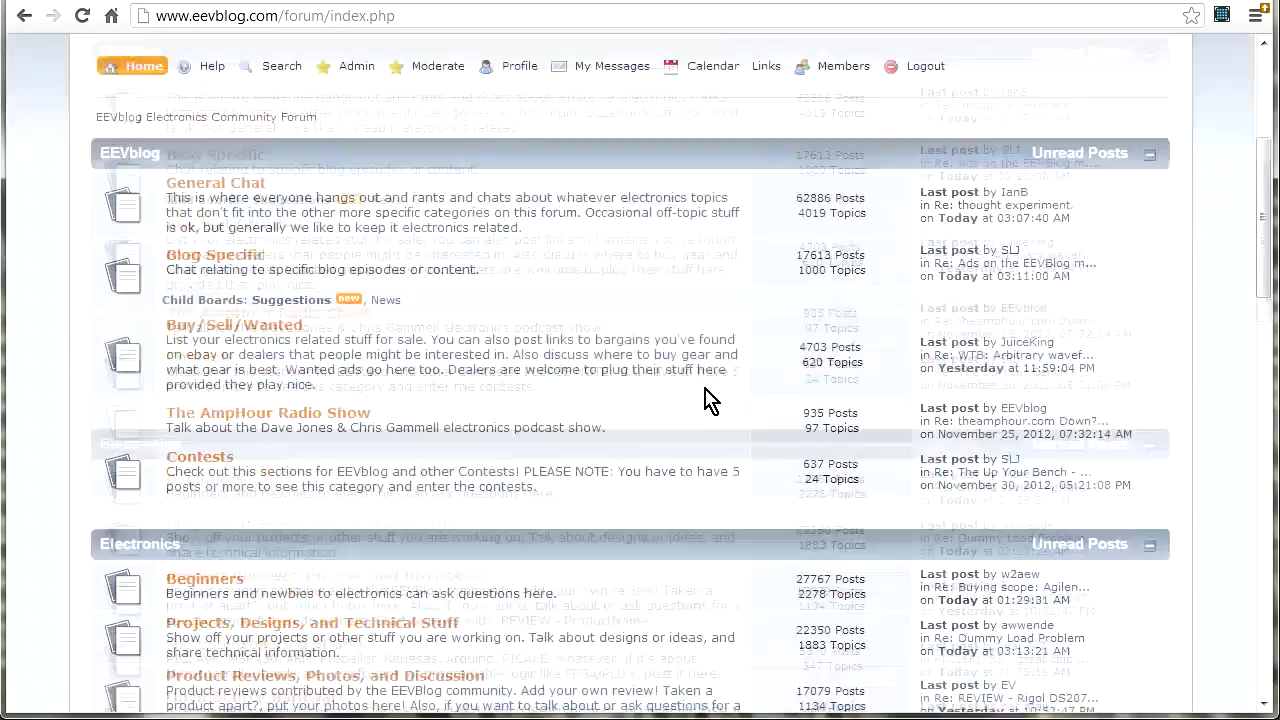 www.eevblog.com/forum/index.php
Home Help Search Admin Moderate Profile My Messages Calendar Links Members Logout
EEVblog Electronics Community Forum
EEVblog Unread Posts
General Chat
This is where everyone hangs out and rants and chats about whatever electronics topics
that don't fit into the other more specific categories on this forum. Occasional off-topic stuff
is ok, but generally we like to keep it electronics related.
62886 Posts
4019 Topics
Last post by IanB
in Re: thought experiment.
on Today at 03:07:40 AM
Blog Specific
Chat relating to specific blog episodes or content.
17613 Posts
1000 Topics
Last post by SLJ
in Re: Ads on the EEVBlog m...
on Today at 03:11:00 AM
Child Boards: Suggestions new, News
Buy/Sell/Wanted
List your electronics related stuff for sale. You can also post links to bargains you've found
on ebay or dealers that people might be interested in. Also discuss where to buy gear and
what gear is best. Wanted ads go here too. Dealers are welcome to plug their stuff here
provided they play nice.
4703 Posts
620 Topics
Last post by JuiceKing
in Re: WTB: Arbitrary wavef...
on Yesterday at 11:59:04 PM
The AmpHour Radio Show
Talk about the Dave Jones & Chris Gammell electronics podcast show.
935 Posts
97 Topics
Last post by EEVblog
in Re: theamphour.com Down?...
on November 25, 2012, 07:32:14 AM
Contests
Check out this sections for EEVblog and other Contests! PLEASE NOTE: You have to have 5
posts or more to see this category and enter the contests.
637 Posts
24 Topics
Last post by SLJ
in Re: The Up Your Bench - ...
on November 30, 2012, 05:21:08 PM
Electronics Unread Posts
Beginners
Beginners and newbies to electronics can ask questions here.
27767 Posts
2276 Topics
Last post by w2aew
in Re: Buying scope: Agilen...
on Today at 01:29:31 AM
Projects, Designs, and Technical Stuff
Show off your projects or other stuff you are working on. Talk about designs or ideas, and
share technical information.
22350 Posts
1883 Topics
Last post by awwende
in Re: Dummy Load Problem
on Today at 03:13:21 AM
Product Reviews, Photos, and Discussion
Product reviews contributed by the EEVblog community. Add your own review! Taken a
product apart? put your photos here! Also if you want to talk about or ask questions for a
17075 Posts
1134 Topics
Last post by EV
in Re: REVIEW - Rigol DS207...
on Yesterday at 10:57:47 PM